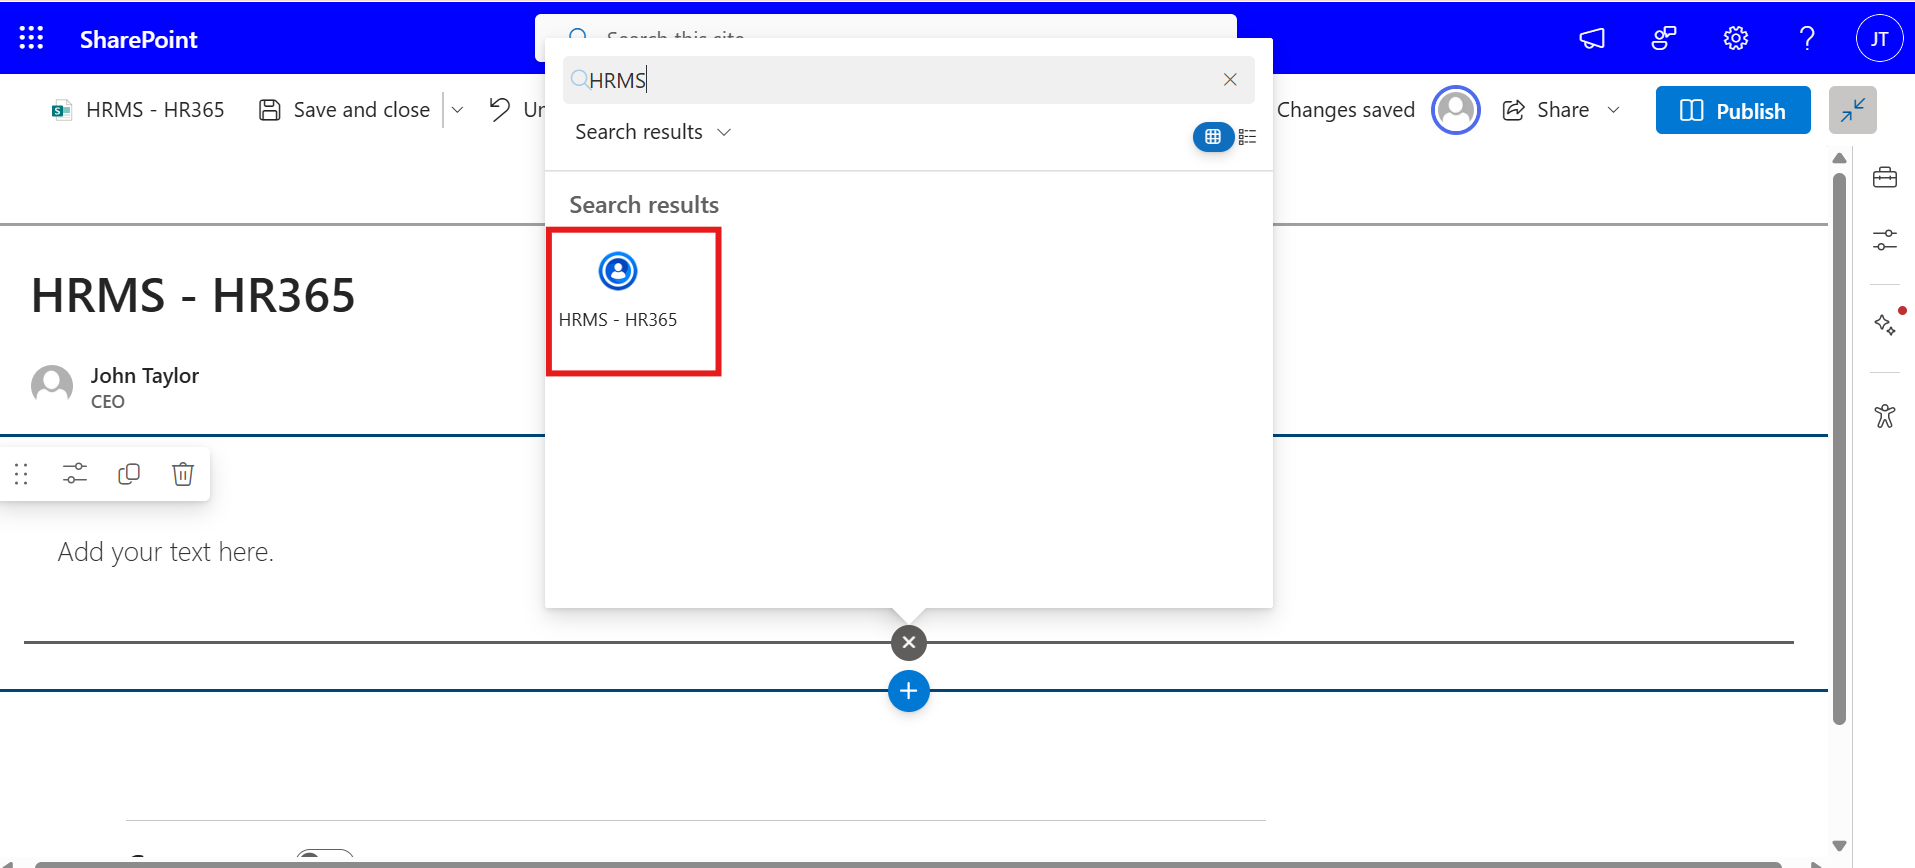 SharePoint
Search this site
JT
HRMS
HRMS - HR365
Save and close
Un
Changes saved
Share
Publish
Search results
Search results
HRMS - HR365
HRMS - HR365
John Taylor
CEO
Add your text here.